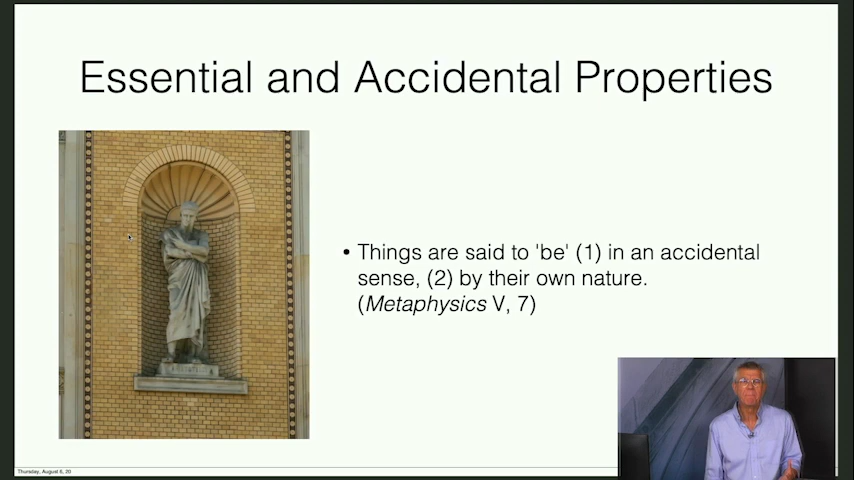 Essential and Accidental Properties
• Things are said to 'be' (1) in an accidental
sense, (2) by their own nature.
(Metaphysics V, 7)
Thursday, August 6, 20